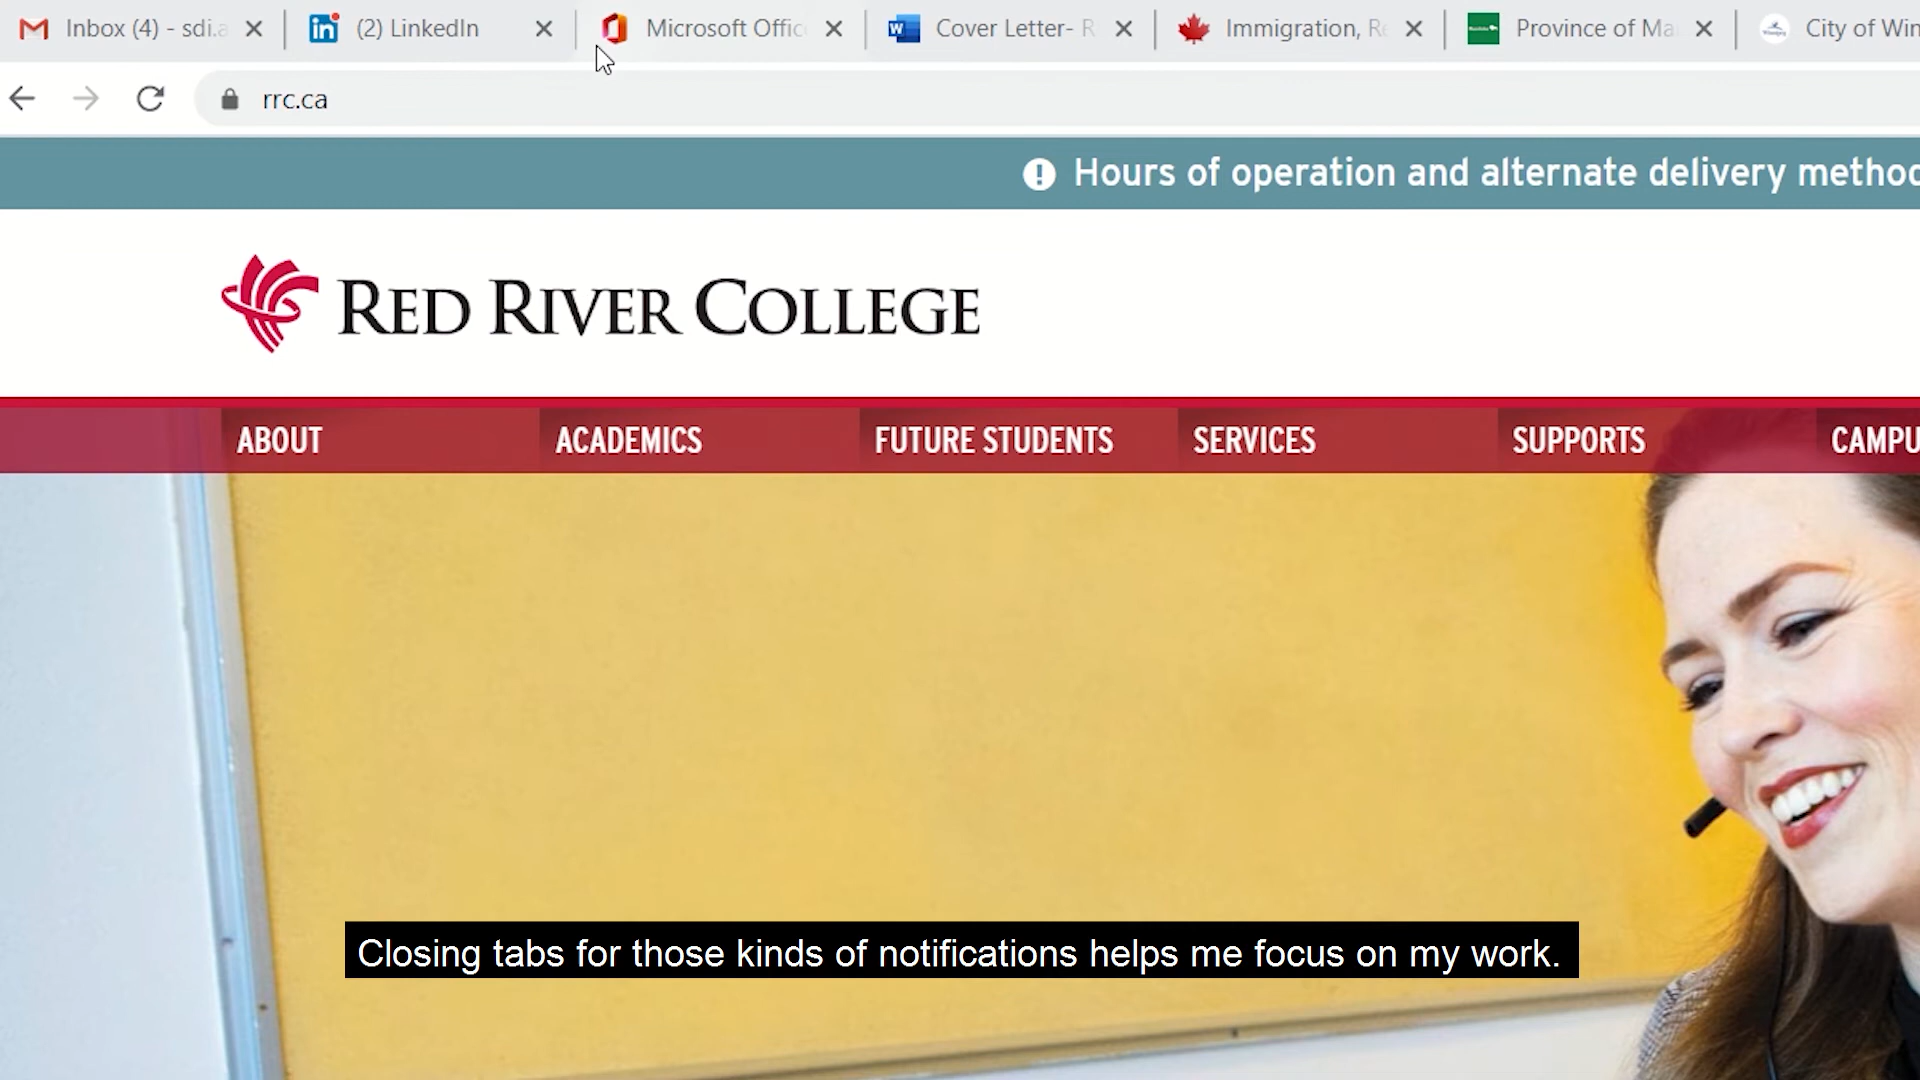 Inbox (4) - sdi.a
(2) LinkedIn
Microsoft Offic
Cover Letter- R
Immigration, Re
Province of Ma
City of Win
rrc.ca
Hours of operation and alternate delivery method
RED RIVER COLLEGE
ABOUT
ACADEMICS
FUTURE STUDENTS
SERVICES
SUPPORTS
CAMPU
Closing tabs for those kinds of notifications helps me focus on my work.